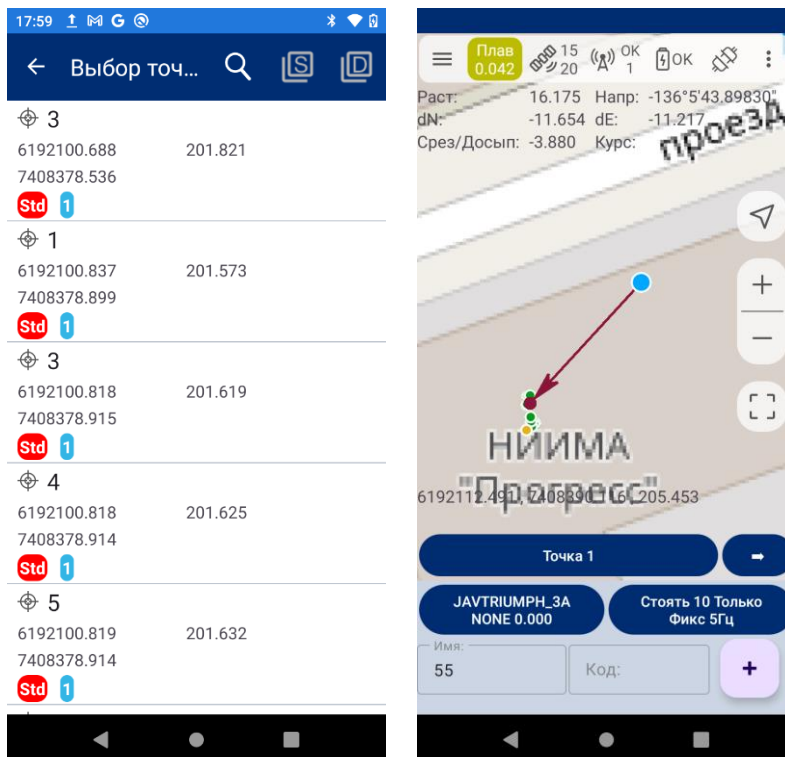 17:59
Выбор точ...
3
6192100.688 201.821
7408378.536
Std 1
1
6192100.837 201.573
7408378.899
Std 1
3
6192100.818 201.619
7408378.915
Std 1
4
6192100.818 201.625
7408378.914
Std 1
5
6192100.819 201.632
7408378.914
Std 1
Плав
0.042
15
20
OK
1
OK
Раст: 16.175 Напр: -136°5'43.89830"
dN: -11.654 dE: -11.217
Срез/Досып: -3.880 Курс:
проезд
НИИМА
"Прогресс"
6192112.491, 7408390.116, 205.453
Точка 1
JAVTRIUMPH_3A
NONE 0.000
Стоять 10 Только
Фикс 5Гц
Имя:
55
Код:
+